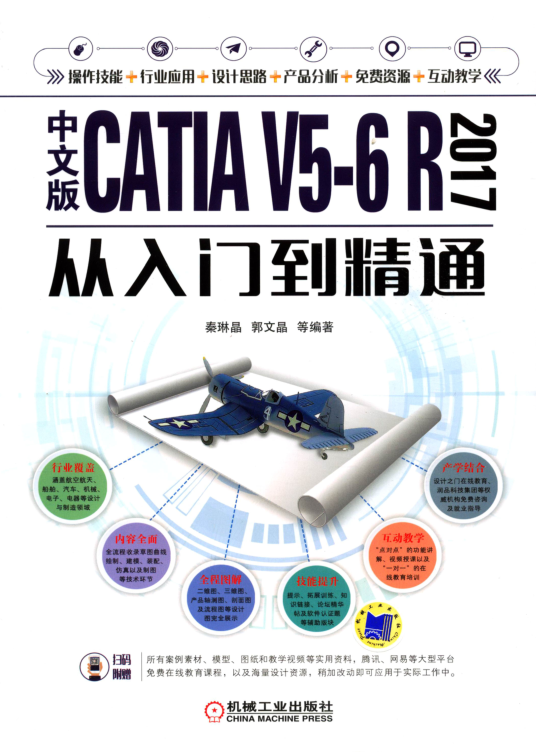 操作技能+行业应用+设计思路+产品分析+免费资源+互动教学
中文版 CATIA V5-6 R 2017
从入门到精通
秦琳晶 郭文晶 等编著
行业覆盖
涵盖航空航天、
船舶、汽车、机械、
电子、电器等设计
与制造领域
产学结合
设计之门在线教育、
润品科技集团等权
威机构免费咨询
及就业指导
内容全面
全流程收录草图曲线
绘制、建模、装配、
仿真以及制图
等技术环节
互动教学
“点对点”的功能讲
解、视频授课以及
“一对一”的在
线教育培训
全程图解
二维图、三维图、
产品轴测图、剖面图
及流程图等设计
图完全展示
技能提升
提示、拓展训练、知
识链接、论坛精华
帖及软件认证题
等辅助版块
扫码
附赠
所有案例素材、模型、图纸和教学视频等实用资料，腾讯、网易等大型平台
免费在线教育课程，以及海量设计资源，稍加改动即可应用于实际工作中。
机械工业出版社
CHINA MACHINE PRESS